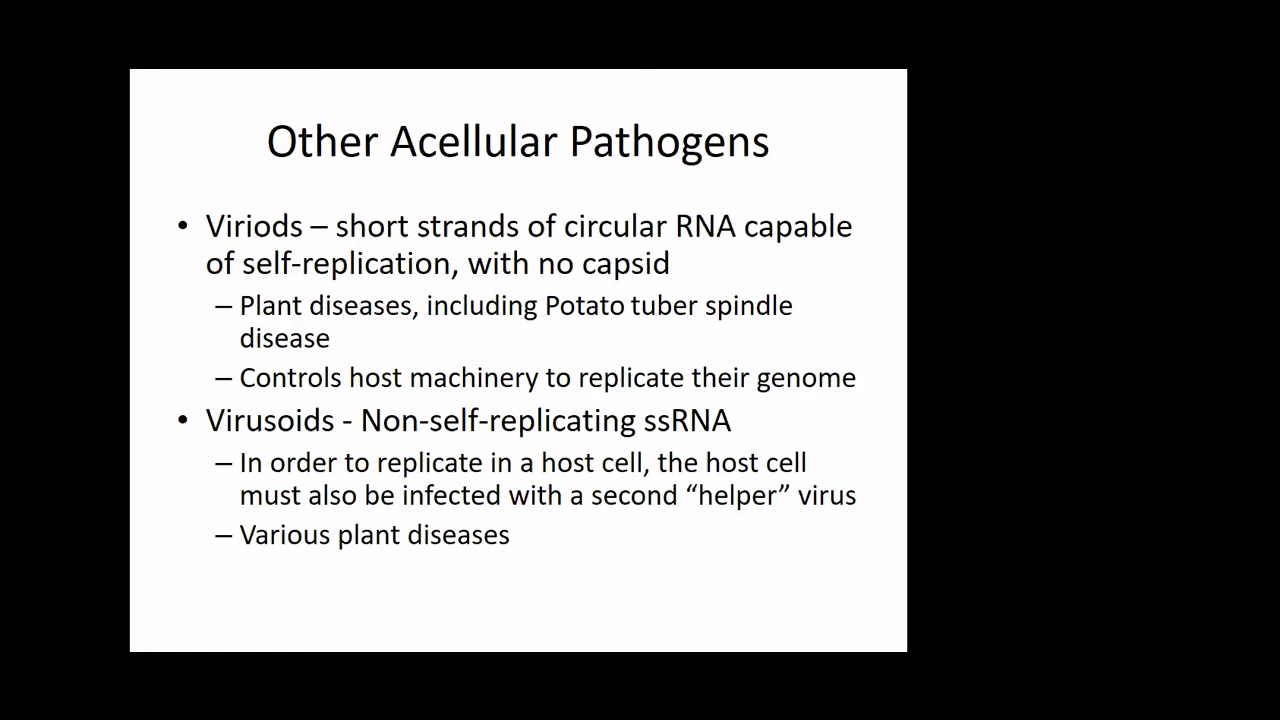 Other Acellular Pathogens
• Viriods – short strands of circular RNA capable
of self-replication, with no capsid
– Plant diseases, including Potato tuber spindle
disease
– Controls host machinery to replicate their genome
• Virusoids - Non-self-replicating ssRNA
– In order to replicate in a host cell, the host cell
must also be infected with a second “helper” virus
– Various plant diseases